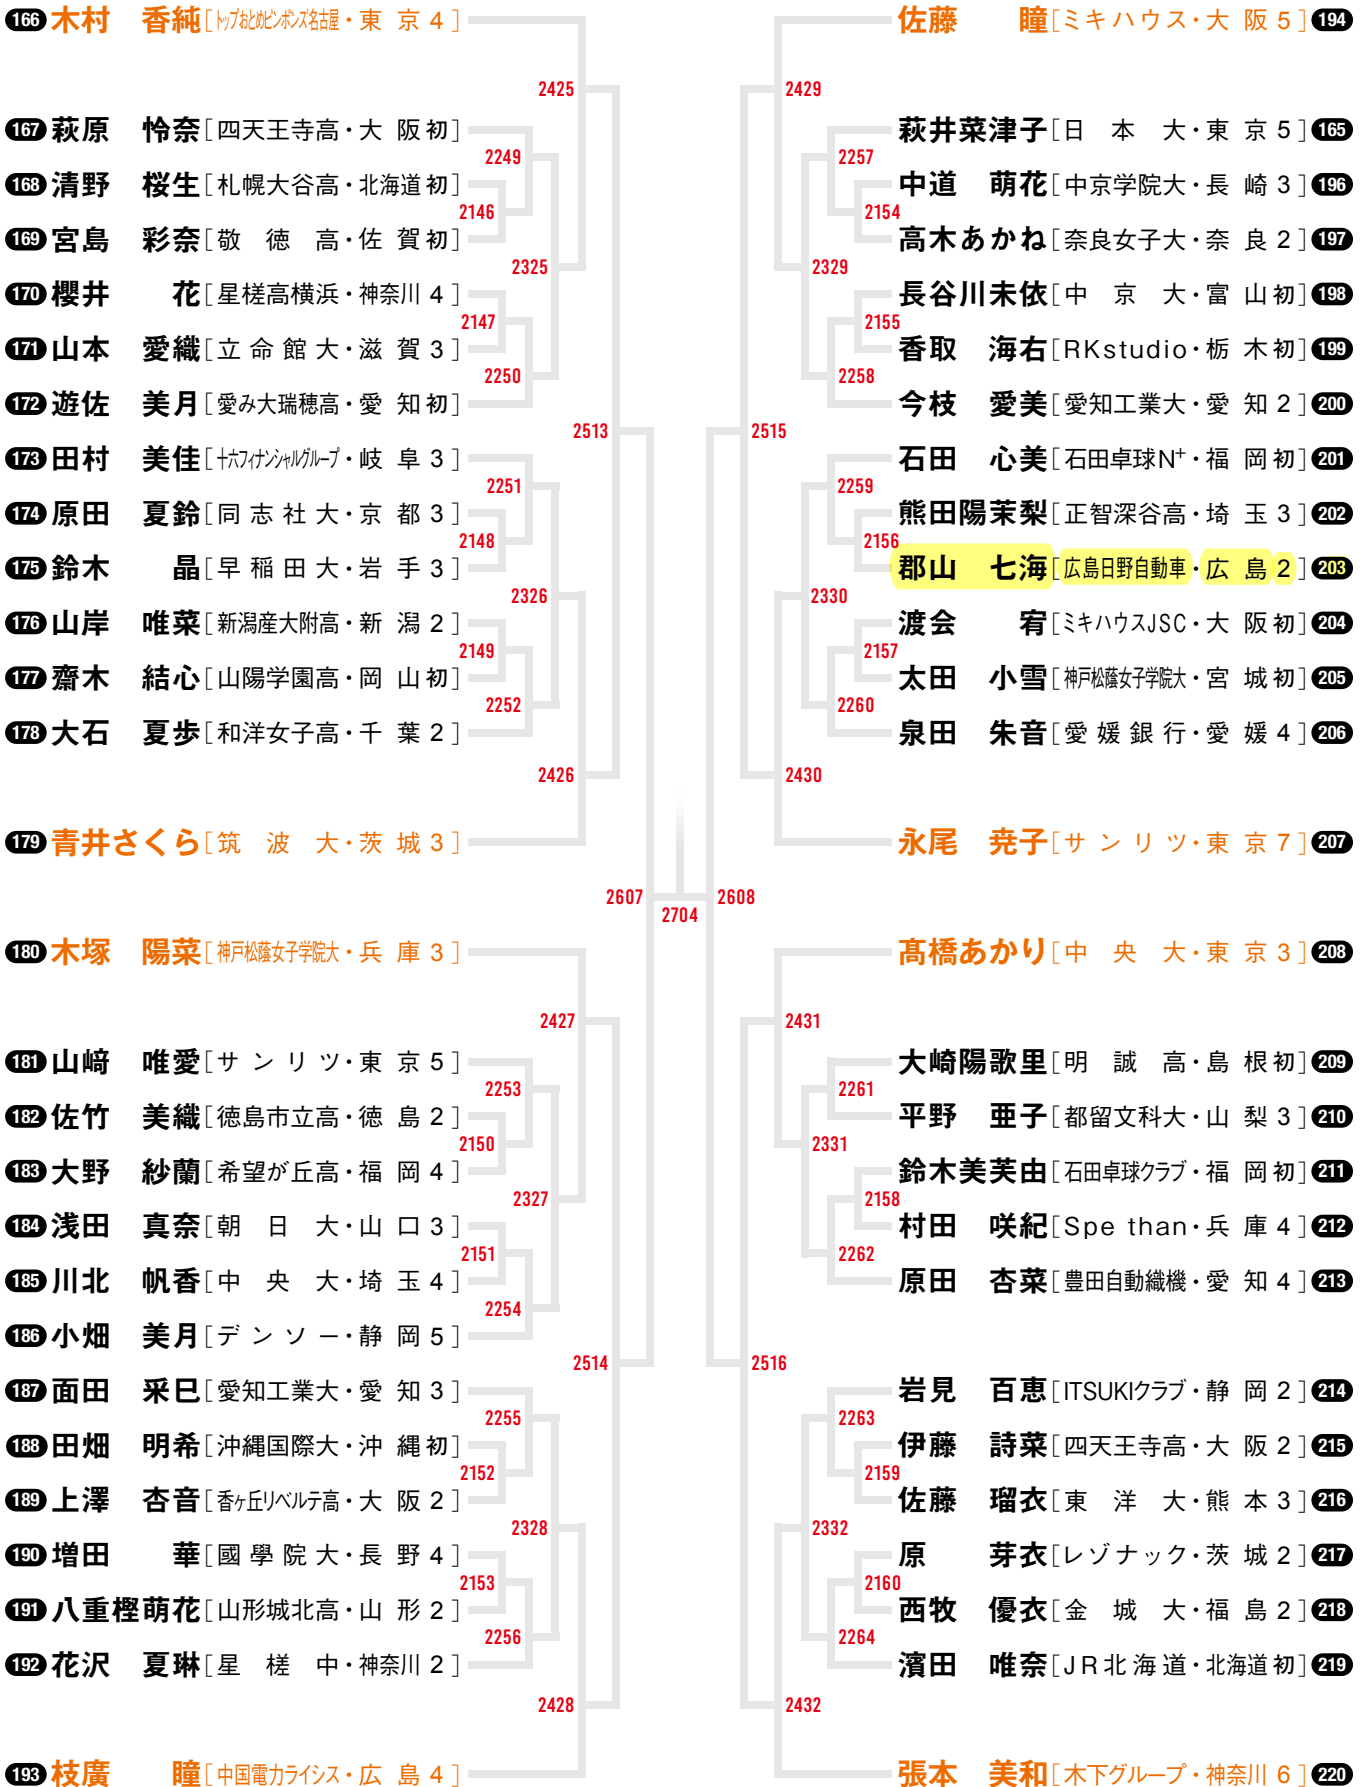 166 木村 香純[トップおとめピンポンズ名古屋・東京4]
2425
167 萩原 怜奈[四天王寺高・大阪初]
2249
168 清野 桜生[札幌大谷高・北海道初]
2146
169 宮島 彩奈[敬徳高・佐賀初]
2325
170 櫻井 花[星槎高横浜・神奈川4]
2147
171 山本 愛織[立命館大・滋賀3]
2250
172 遊佐 美月[愛み大瑞穂高・愛知初]
2513
173 田村 美佳[十六フィナンシャルグループ・岐阜3]
2251
174 原田 夏鈴[同志社大・京都3]
2148
175 鈴木 晶[早稲田大・岩手3]
2326
176 山岸 唯菜[新潟産大附高・新潟2]
2149
177 齋木 結心[山陽学園高・岡山初]
2252
178 大石 夏歩[和洋女子高・千葉2]
2426
179 青井さくら[筑波大・茨城3]
2607
2704
180 木塚 陽菜[神戸松蔭女子学院大・兵庫3]
2427
181 山﨑 唯愛[サンリツ・東京5]
2253
182 佐竹 美織[徳島市立高・徳島2]
2150
183 大野 紗蘭[希望が丘高・福岡4]
2327
184 浅田 真奈[朝日大・山口3]
2151
185 川北 帆香[中央大・埼玉4]
2254
186 小畑 美月[デンソー・静岡5]
2514
187 面田 采巳[愛知工業大・愛知3]
2255
188 田畑 明希[沖縄国際大・沖縄初]
2152
189 上澤 杏音[香ヶ丘リベルテ高・大阪2]
2328
190 増田 華[國學院大・長野4]
2153
191 八重樫萌花[山形城北高・山形2]
2256
192 花沢 夏琳[星槎中・神奈川2]
2428
193 枝廣 瞳[中国電力ライシス・広島4]
佐藤 瞳[ミキハウス・大阪5] 194
2429
萩井菜津子[日本大・東京5] 165
2257
中道 萌花[中京学院大・長崎3] 196
2154
高木あかね[奈良女子大・奈良2] 197
2329
長谷川未依[中京大・富山初] 198
2155
香取 海右[RKstudio・栃木初] 199
2258
今枝 愛美[愛知工業大・愛知2] 200
2515
石田 心美[石田卓球N⁺・福岡初] 201
2259
熊田陽茉梨[正智深谷高・埼玉3] 202
2156
郡山 七海[広島日野自動車・広島2] 203
2330
渡会 宥[ミキハウスJSC・大阪初] 204
2157
太田 小雪[神戸松蔭女子学院大・宮城初] 205
2260
泉田 朱音[愛媛銀行・愛媛4] 206
2430
永尾 尭子[サンリツ・東京7] 207
2608
髙橋あかり[中央大・東京3] 208
2431
大崎陽歌里[明誠高・島根初] 209
2261
平野 亜子[都留文科大・山梨3] 210
2331
鈴木美芙由[石田卓球クラブ・福岡初] 211
2158
村田 咲紀[Spe than・兵庫4] 212
2262
原田 杏菜[豊田自動織機・愛知4] 213
2516
岩見 百恵[ITSUKIクラブ・静岡2] 214
2263
伊藤 詩菜[四天王寺高・大阪2] 215
2159
佐藤 瑠衣[東洋大・熊本3] 216
2332
原 芽衣[レゾナック・茨城2] 217
2160
西牧 優衣[金城大・福島2] 218
2264
濱田 唯奈[JR北海道・北海道初] 219
2432
張本 美和[木下グループ・神奈川6] 220